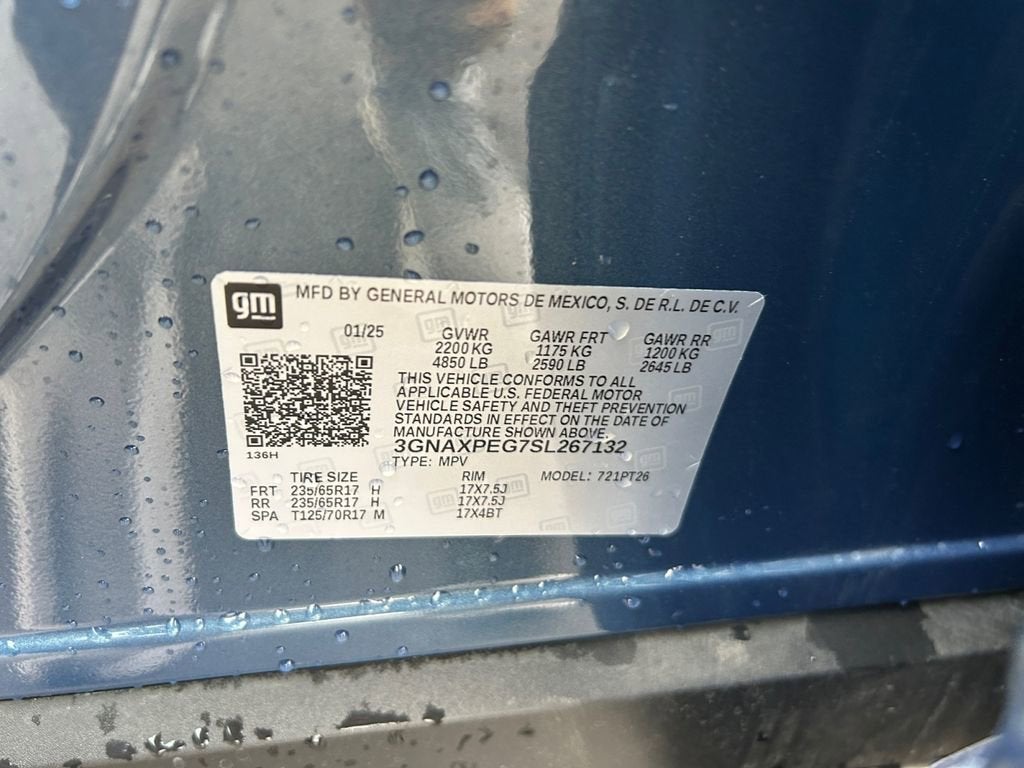 gm MFD BY GENERAL MOTORS DE MEXICO, S. DE R.L. DE C.V.
01/25 GVWR GAWR FRT GAWR RR
2200 KG 1175 KG 1200 KG
4850 LB 2590 LB 2645 LB
THIS VEHICLE CONFORMS TO ALL
APPLICABLE U.S. FEDERAL MOTOR
VEHICLE SAFETY AND THEFT PREVENTION
STANDARDS IN EFFECT ON THE DATE OF
MANUFACTURE SHOWN ABOVE.
3GNAXPEG7SL267132
136H
TYPE: MPV
TIRE SIZE RIM MODEL: 721PT26
FRT 235/65R17 H 17X7.5J
RR 235/65R17 H 17X7.5J
SPA T125/70R17 M 17X4BT